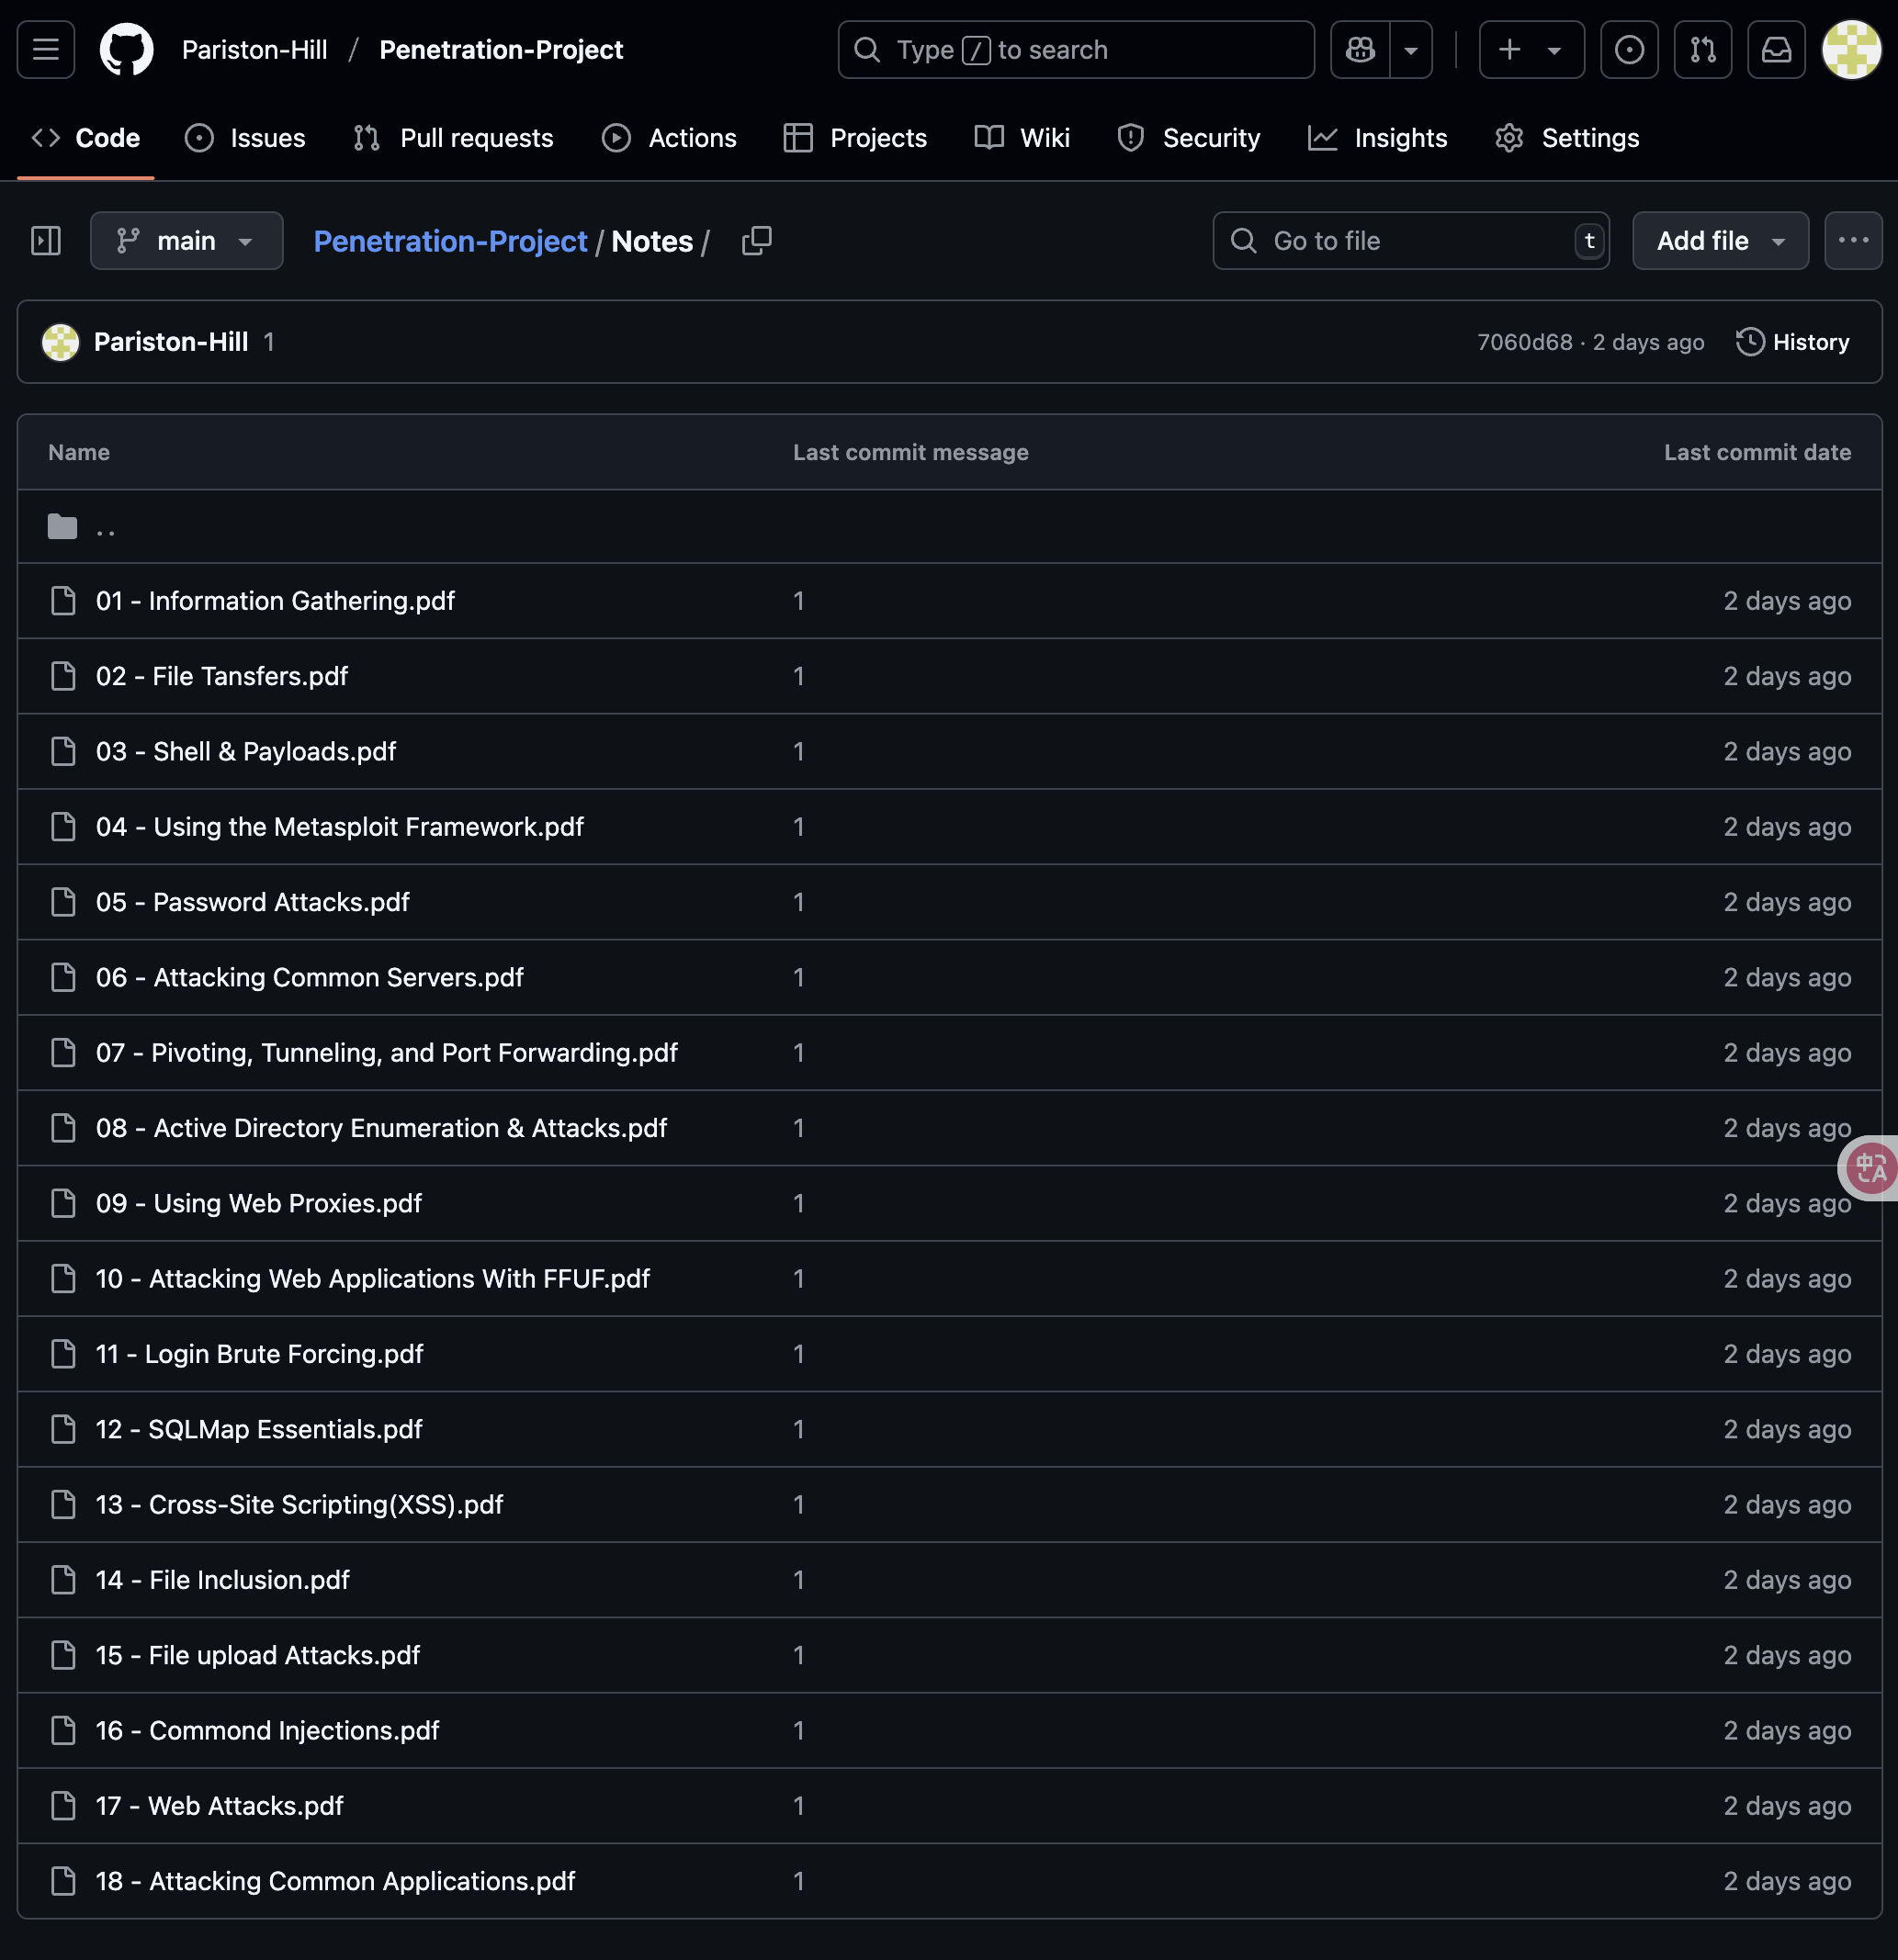 Pariston-Hill / Penetration-Project Type / to search
Code Issues Pull requests Actions Projects Wiki Security Insights Settings
main Penetration-Project / Notes / Go to file t Add file
Pariston-Hill 1 7060d68 · 2 days ago History
Name Last commit message Last commit date
..
01 - Information Gathering.pdf 1 2 days ago
02 - File Tansfers.pdf 1 2 days ago
03 - Shell & Payloads.pdf 1 2 days ago
04 - Using the Metasploit Framework.pdf 1 2 days ago
05 - Password Attacks.pdf 1 2 days ago
06 - Attacking Common Servers.pdf 1 2 days ago
07 - Pivoting, Tunneling, and Port Forwarding.pdf 1 2 days ago
08 - Active Directory Enumeration & Attacks.pdf 1 2 days ago
中A
09 - Using Web Proxies.pdf 1 2 days ago
10 - Attacking Web Applications With FFUF.pdf 1 2 days ago
11 - Login Brute Forcing.pdf 1 2 days ago
12 - SQLMap Essentials.pdf 1 2 days ago
13 - Cross-Site Scripting(XSS).pdf 1 2 days ago
14 - File Inclusion.pdf 1 2 days ago
15 - File upload Attacks.pdf 1 2 days ago
16 - Commond Injections.pdf 1 2 days ago
17 - Web Attacks.pdf 1 2 days ago
18 - Attacking Common Applications.pdf 1 2 days ago